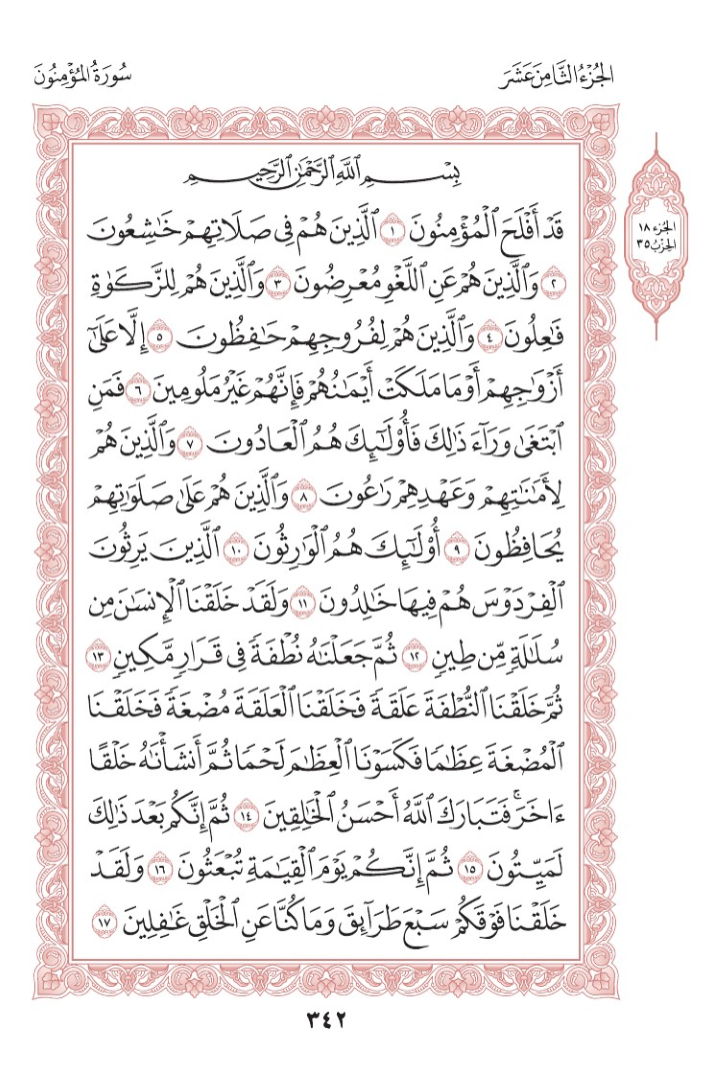 الجُزْءُ الثَّامِنَ عَشَرَ
سُورَةُ المُؤْمِنُونَ
الجُزء ١٨
الحِزبُ ٣٥
بِسْمِ ٱللَّهِ ٱلرَّحْمَٰنِ ٱلرَّحِيمِ
قَدْ أَفْلَحَ ٱلْمُؤْمِنُونَ ١ ٱلَّذِينَ هُمْ فِي صَلَاتِهِمْ خَٰشِعُونَ
٢ وَٱلَّذِينَ هُمْ عَنِ ٱللَّغْوِ مُعْرِضُونَ ٣ وَٱلَّذِينَ هُمْ لِلزَّكَوٰةِ
فَٰعِلُونَ ٤ وَٱلَّذِينَ هُمْ لِفُرُوجِهِمْ حَٰفِظُونَ ٥ إِلَّا عَلَىٰٓ
أَزْوَٰجِهِمْ أَوْ مَا مَلَكَتْ أَيْمَٰنُهُمْ فَإِنَّهُمْ غَيْرُ مَلُومِينَ ٦ فَمَنِ
ٱبْتَغَىٰ وَرَآءَ ذَٰلِكَ فَأُوْلَٰٓئِكَ هُمُ ٱلْعَادُونَ ٧ وَٱلَّذِينَ هُمْ
لِأَمَٰنَٰتِهِمْ وَعَهْدِهِمْ رَٰعُونَ ٨ وَٱلَّذِينَ هُمْ عَلَىٰ صَلَوَٰتِهِمْ
يُحَافِظُونَ ٩ أُوْلَٰٓئِكَ هُمُ ٱلْوَٰرِثُونَ ١٠ ٱلَّذِينَ يَرِثُونَ
ٱلْفِرْدَوْسَ هُمْ فِيهَا خَٰلِدُونَ ١١ وَلَقَدْ خَلَقْنَا ٱلْإِنسَٰنَ مِن
سُلَٰلَةٍ مِّن طِينٍ ١٢ ثُمَّ جَعَلْنَٰهُ نُطْفَةً فِي قَرَارٍ مَّكِينٍ ١٣
ثُمَّ خَلَقْنَا ٱلنُّطْفَةَ عَلَقَةً فَخَلَقْنَا ٱلْعَلَقَةَ مُضْغَةً فَخَلَقْنَا
ٱلْمُضْغَةَ عِظَٰمًا فَكَسَوْنَا ٱلْعِظَٰمَ لَحْمًا ثُمَّ أَنشَأْنَٰهُ خَلْقًا
ءَاخَرَۚ فَتَبَارَكَ ٱللَّهُ أَحْسَنُ ٱلْخَٰلِقِينَ ١٤ ثُمَّ إِنَّكُم بَعْدَ ذَٰلِكَ
لَمَيِّتُونَ ١٥ ثُمَّ إِنَّكُمْ يَوْمَ ٱلْقِيَٰمَةِ تُبْعَثُونَ ١٦ وَلَقَدْ
خَلَقْنَا فَوْقَكُمْ سَبْعَ طَرَآئِقَ وَمَا كُنَّا عَنِ ٱلْخَلْقِ غَٰفِلِينَ ١٧
٣٤٢